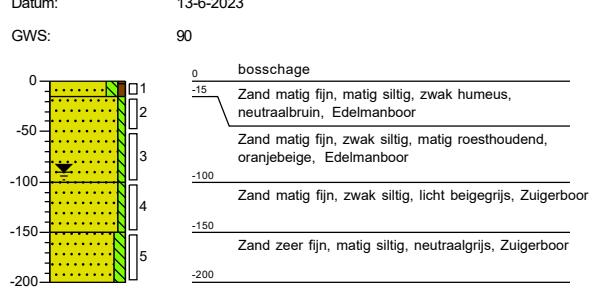 Datum: 13-6-2023
GWS: 90
0
-50
-100
-150
-200
1
2
3
4
5
0 bosschage
-15 Zand matig fijn, matig siltig, zwak humeus,
neutraalbruin, Edelmanboor
Zand matig fijn, zwak siltig, matig roesthoudend,
oranjebeige, Edelmanboor
-100
Zand matig fijn, zwak siltig, licht beigegrijs, Zuigerboor
-150
Zand zeer fijn, matig siltig, neutraalgrijs, Zuigerboor
-200